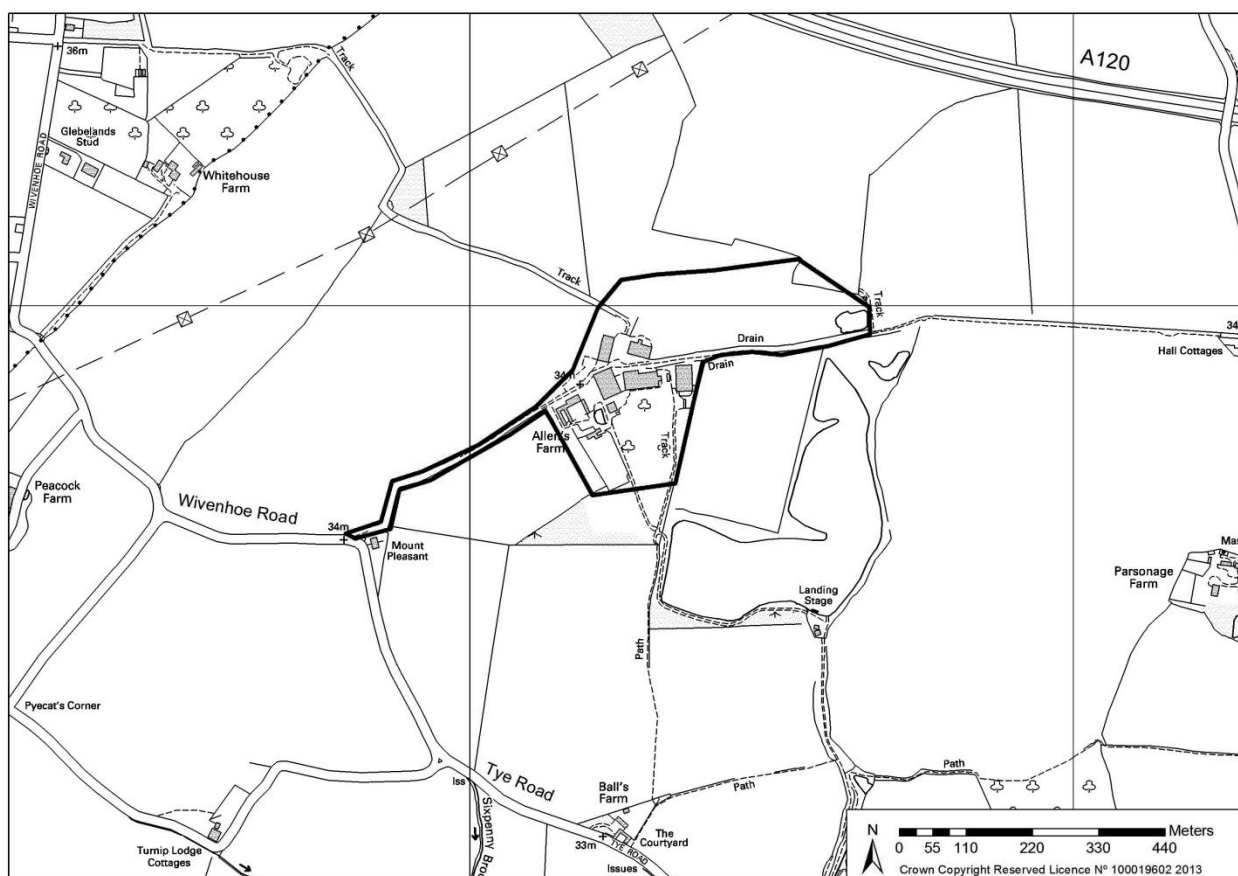 36m
Track
A120
WIVENHOE ROAD
Glebelands
Stud
Whitehouse
Farm
Track
Track
Drain
Drain
34
Hall Cottages
34m
Allen's
Farm
Track
Peacock
Farm
Wivenhoe Road
34m
Mount
Pleasant
Mas
Parsonage
Farm
Landing
Stage
Path
Pyecat's Corner
Iss
Tye Road
Sixpenny Broo
Ball's
Farm
Path
Path
33m
The
Courtyard
TYE ROAD
Issues
Turnip Lodge
Cottages
N
0 55 110 220 330 440 Meters
Crown Copyright Reserved Licence Nº 100019602 2013